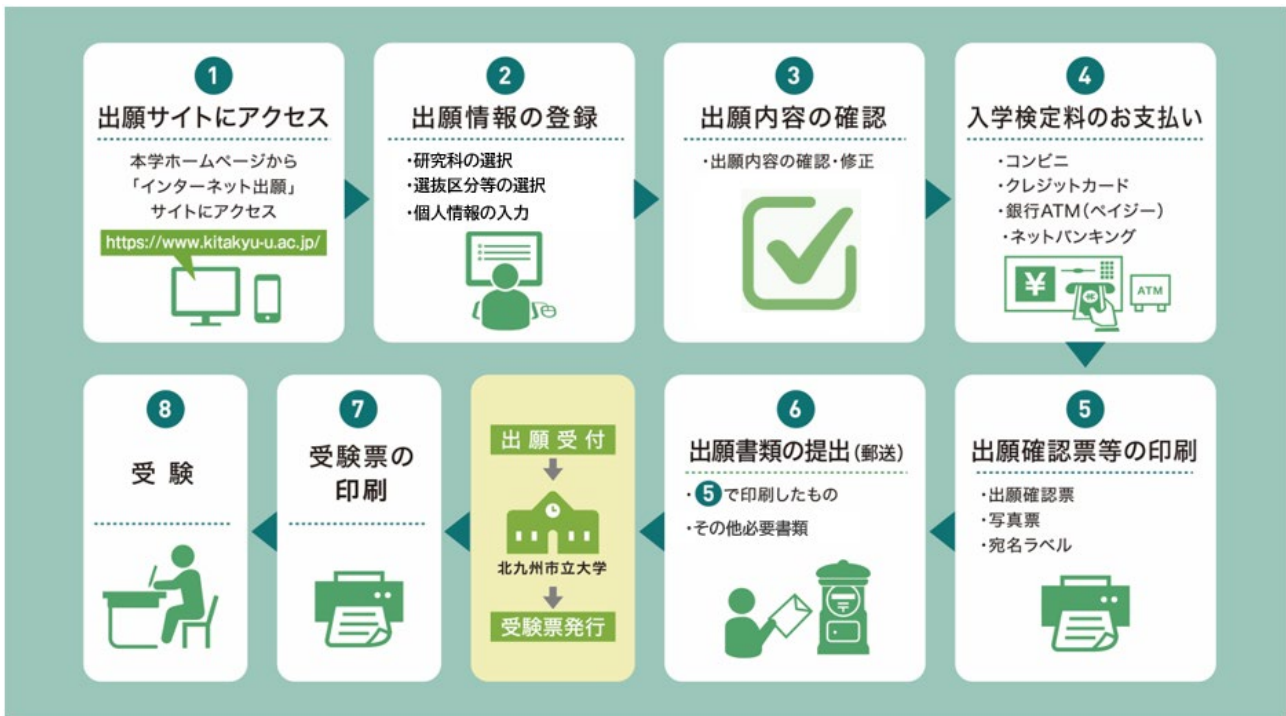 1
出願サイトにアクセス
本学ホームページから
「インターネット出願」
サイトにアクセス
https://www.kitakyu-u.ac.jp/
2
出願情報の登録
・研究科の選択
・選抜区分等の選択
・個人情報の入力
3
出願内容の確認
・出願内容の確認・修正
4
入学検定料のお支払い
・コンビニ
・クレジットカード
・銀行ATM(ペイジー)
・ネットバンキング
¥
ATM
5
出願確認票等の印刷
・出願確認票
・写真票
・宛名ラベル
6
出願書類の提出(郵送)
・5で印刷したもの
・その他必要書類
〒
出願受付
北九州市立大学
受験票発行
7
受験票の
印刷
8
受験